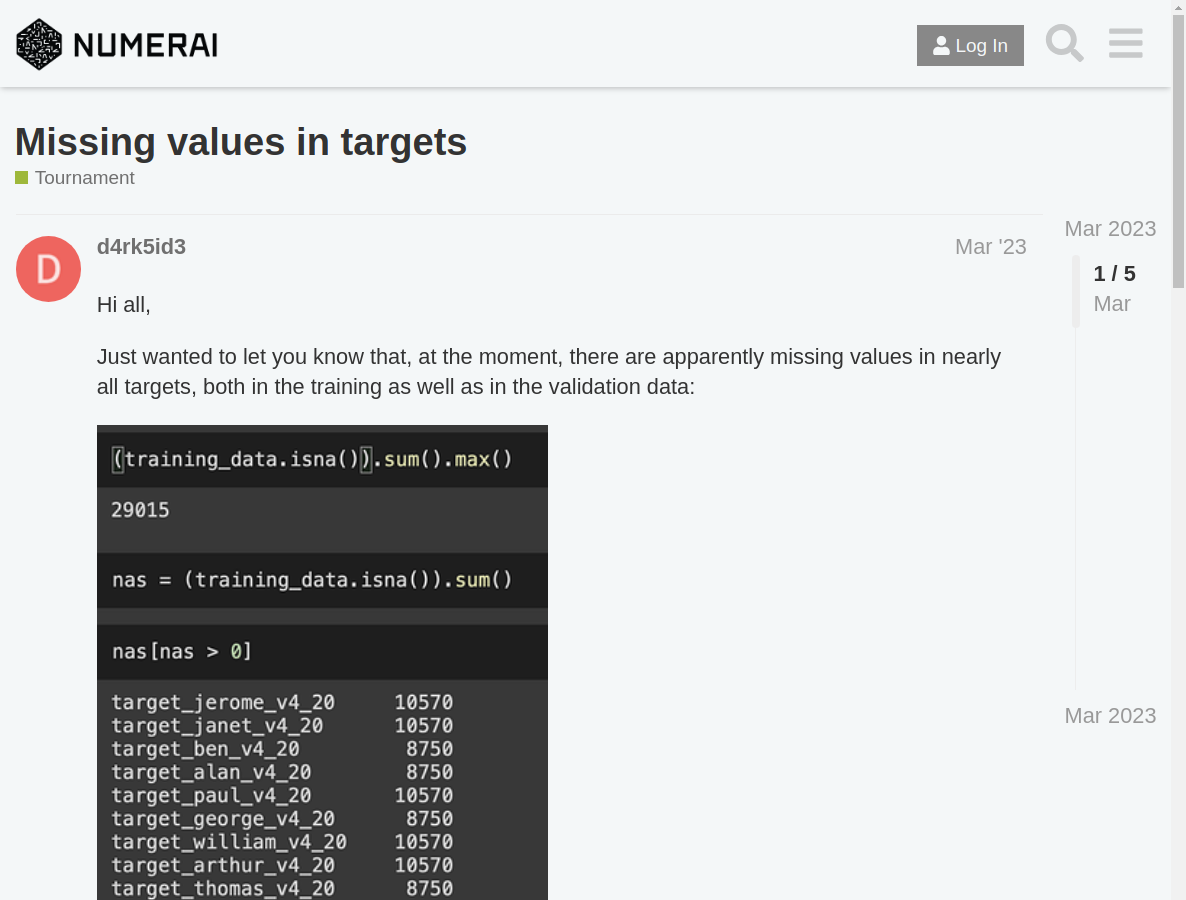 NUMERAI
Log In
Missing values in targets
Tournament
Mar 2023
D
d4rk5id3
Mar '23
1 / 5
Mar
Hi all,
Just wanted to let you know that, at the moment, there are apparently missing values in nearly
all targets, both in the training as well as in the validation data:
(training_data.isna()).sum().max()
29015
nas = (training_data.isna()).sum()
nas[nas > 0]
target_jerome_v4_20 10570
target_janet_v4_20 10570
target_ben_v4_20 8750
target_alan_v4_20 8750
target_paul_v4_20 10570
target_george_v4_20 8750
target_william_v4_20 10570
target_arthur_v4_20 10570
target_thomas_v4_20 8750
Mar 2023